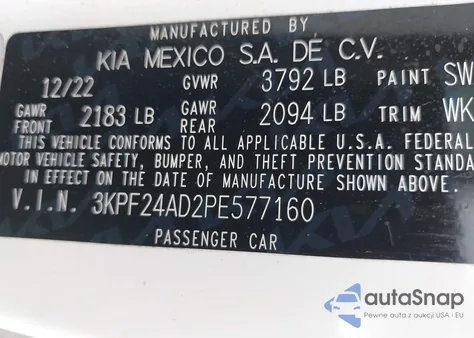 MANUFACTURED BY
KIA MEXICO S.A. DE C.V.
12/22 GVWR 3792 LB PAINT SW
GAWR FRONT 2183 LB GAWR REAR 2094 LB TRIM WK
THIS VEHICLE CONFORMS TO ALL APPLICABLE U.S.A. FEDERAL
MOTOR VEHICLE SAFETY, BUMPER, AND THEFT PREVENTION STANDA
IN EFFECT ON THE DATE OF MANUFACTURE SHOWN ABOVE.
V.I.N. 3KPF24AD2PE577160
PASSENGER CAR
autoSnap
Pewne auta z aukcji USA i EU